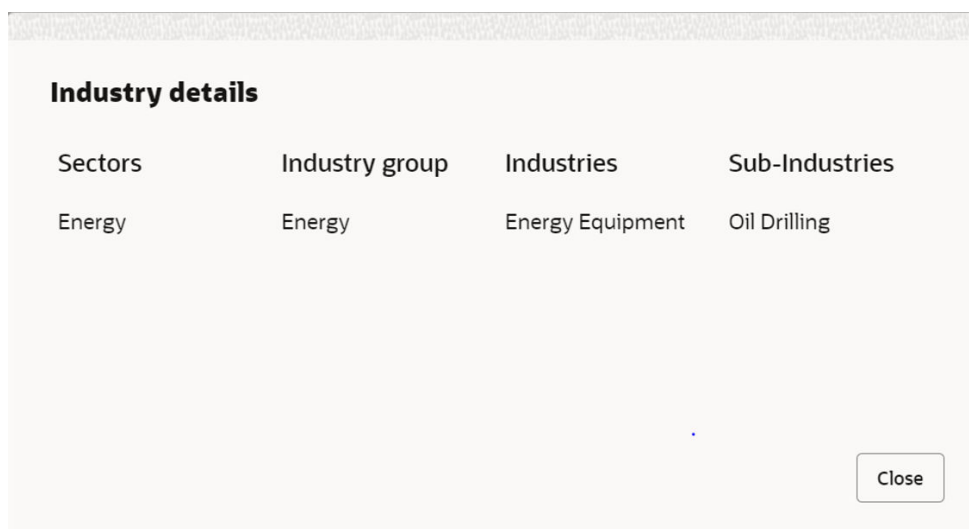 Industry details
Sectors Industry group Industries Sub-Industries
Energy Energy Energy Equipment Oil Drilling
Close